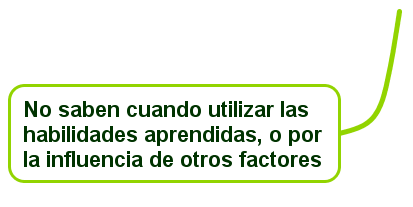 No saben cuando utilizar las
habilidades aprendidas, o por
la influencia de otros factores